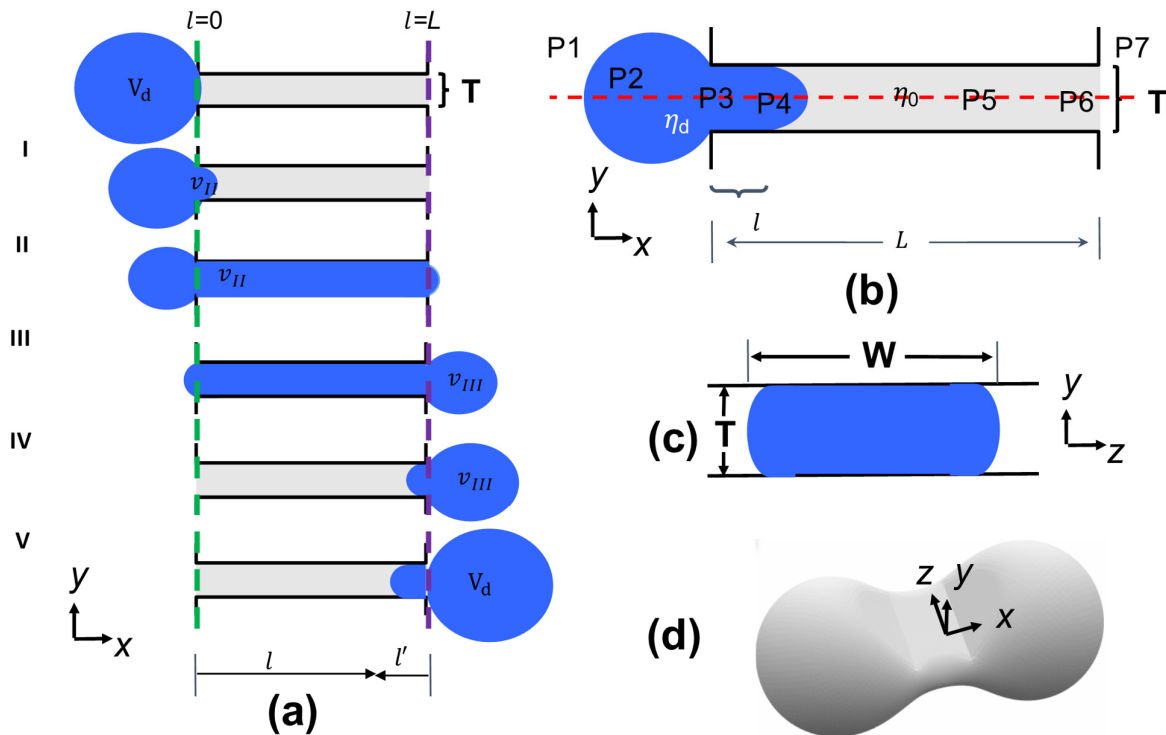 l=0 l=L
V_d T
I
v_II
II
v_II
III
v_III
IV
v_III
V
V_d
y
x
l l′
(a)
P1 P7
P2
P3 P4 η_0 P5 P6 T
η_d
y
x
l L
(b)
W
(c) T y
z
(d) z y
x